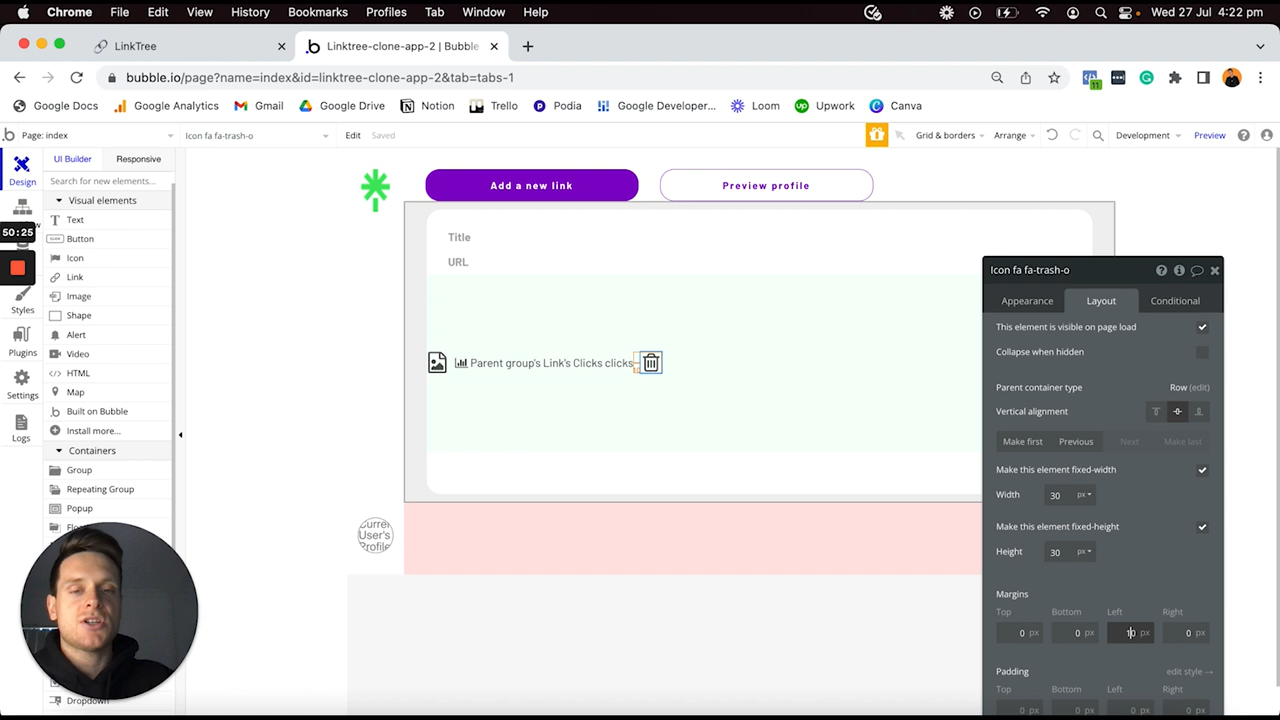 Chrome File Edit View History Bookmarks Profiles Tab Window Help Wed 27 Jul 4:22 pm
LinkTree
Linktree-clone-app-2 | Bubble
bubble.io/page?name=index&id=linktree-clone-app-2&tab=tabs-1
11
Google Docs Google Analytics Gmail Google Drive Notion Trello Podia Google Developer... Loom Upwork Canva
Page: index Icon fa fa-trash-o Edit Saved Grid & borders Arrange Development Preview
UI Builder Responsive
Design
Search for new elements...
Visual elements
Text
Button
Icon
Link
Image
Shape
Alert
Video
HTML
Map
Built on Bubble
Install more...
Containers
Group
Repeating Group
Popup
Dropdown
50:25
Styles
Plugins
Settings
Logs
Add a new link
Preview profile
Title
URL
Parent group's Link's Clicks clicks
Current
User's
Profile
Icon fa fa-trash-o
Appearance Layout Conditional
This element is visible on page load
Collapse when hidden
Parent container type Row (edit)
Vertical alignment
Make first Previous Next Make last
Make this element fixed-width
Width 30 px
Make this element fixed-height
Height 30 px
Margins
Top Bottom Left Right
0 px 0 px 10 px 0 px
Padding edit style →
Top Bottom Left Right
0 px 0 px 0 px 0 px